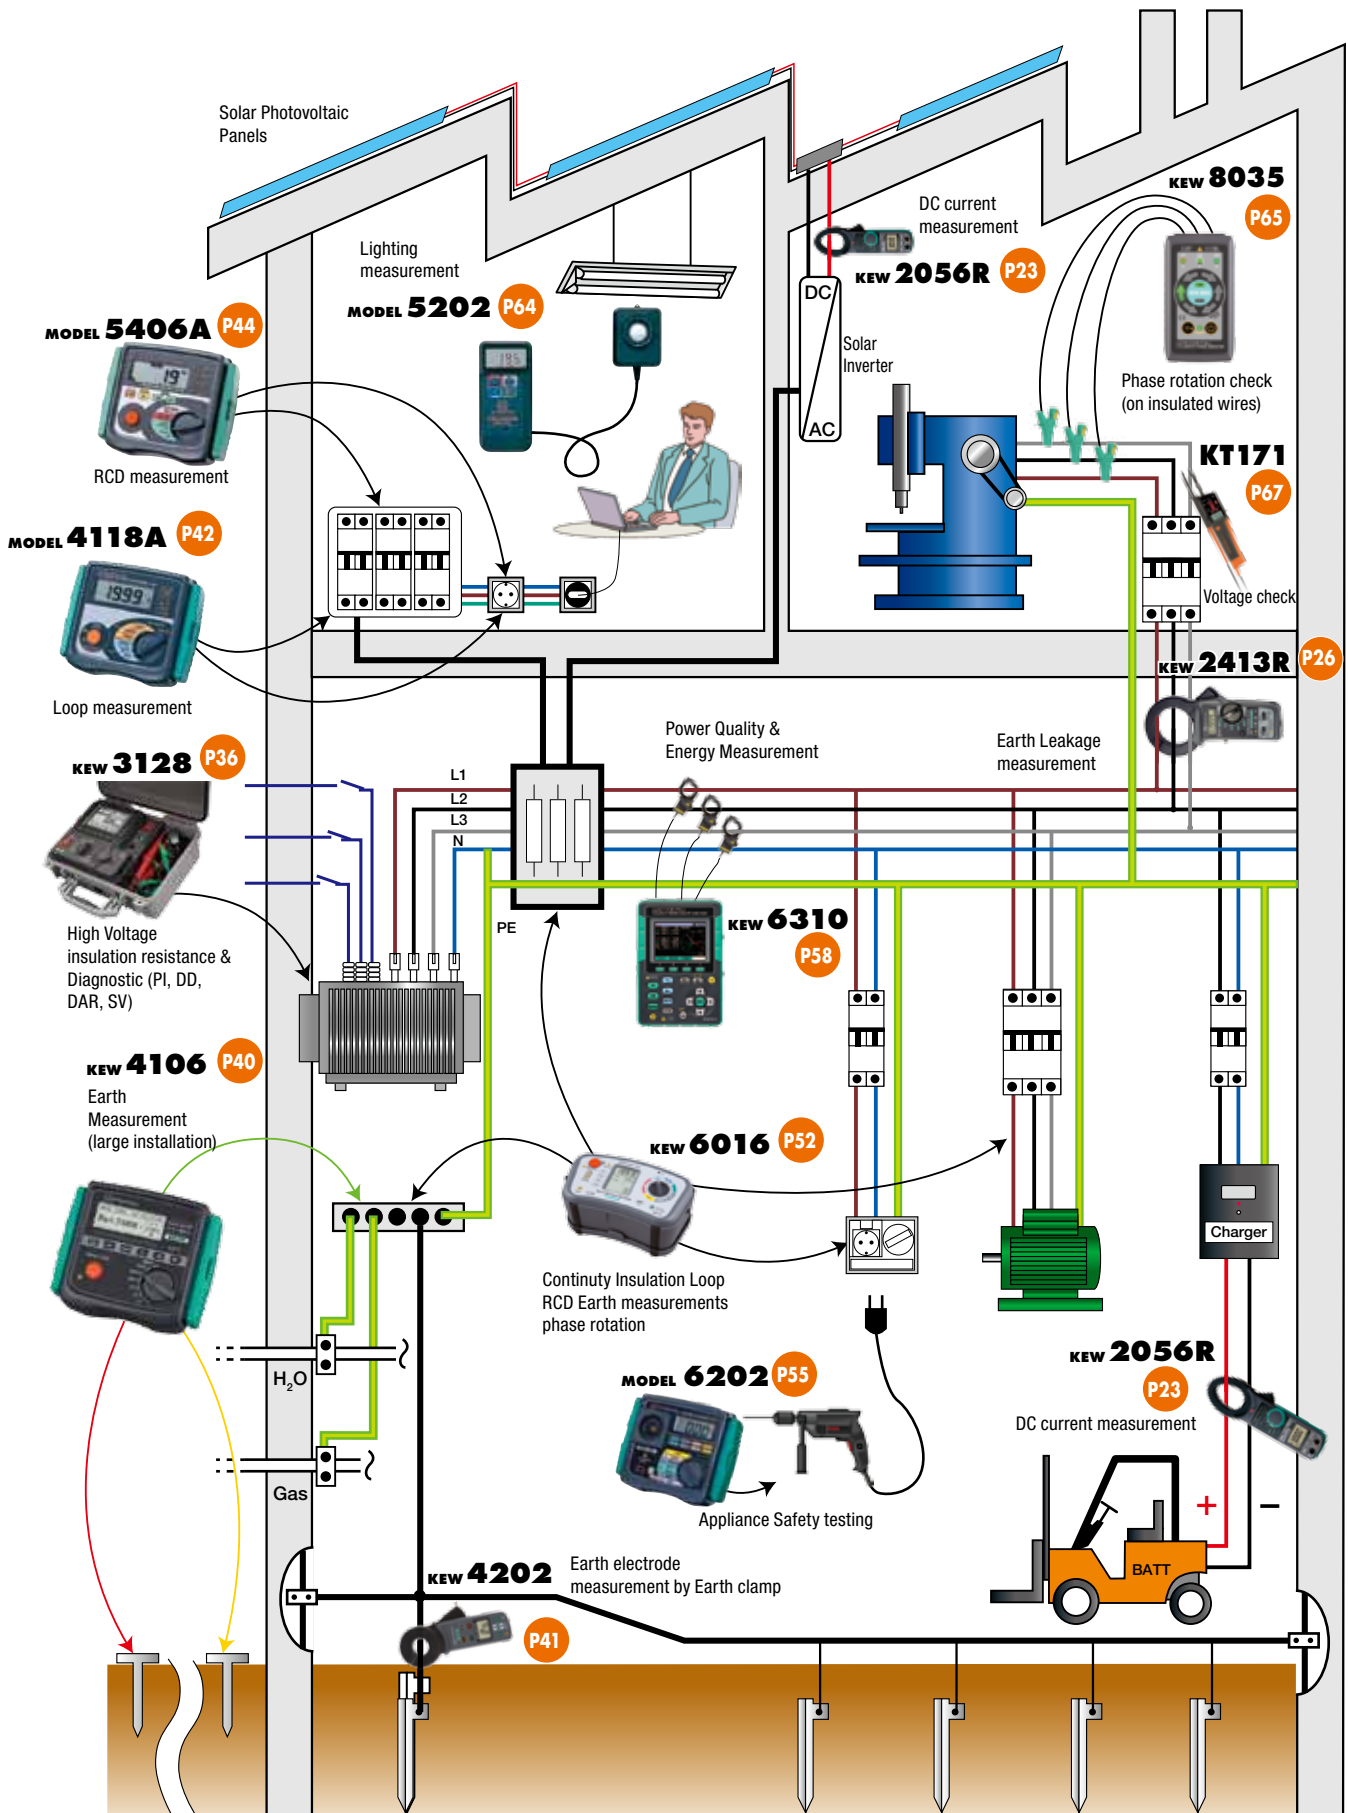 Solar Photovoltaic
Panels
KEW 8035
P65
DC current
measurement
KEW 2056R P23
Lighting
measurement
MODEL 5202 P64
MODEL 5406A P44
DC
Solar
Inverter
AC
Phase rotation check
(on insulated wires)
RCD measurement
KT171
P67
MODEL 4118A P42
1999
Voltage check
KEW 2413R P26
Loop measurement
Power Quality &
Energy Measurement
Earth Leakage
measurement
KEW 3128 P36
L1
L2
L3
N
PE
KEW 6310
P58
High Voltage
insulation resistance &
Diagnostic (PI, DD,
DAR, SV)
KEW 4106 P40
Earth
Measurement
(large installation)
KEW 6016 P52
Charger
Continuty Insulation Loop
RCD Earth measurements
phase rotation
H2O
KEW 2056R
P23
DC current measurement
MODEL 6202 P55
Gas
Appliance Safety testing
+ −
BATT
KEW 4202
Earth electrode
measurement by Earth clamp
P41